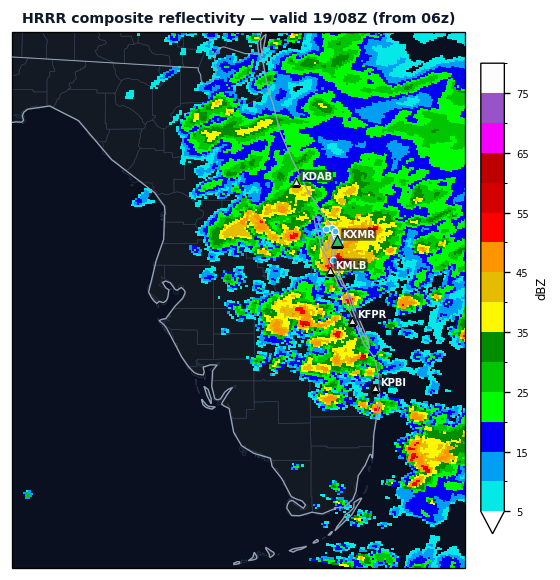 HRRR composite reflectivity — valid 19/08Z (from 06z)
KDAB
KXMR
KMLB
KFPR
KPBI
75
65
55
45
35
25
15
5
dBZ